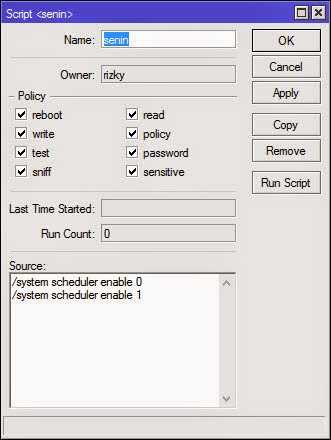 Script <senin>
Name: senin
OK
Owner: rizky
Cancel
Apply
Policy
reboot read
write policy
test password
sniff sensitive
Copy
Remove
Run Script
Last Time Started:
Run Count: 0
Source:
/system scheduler enable 0
/system scheduler enable 1